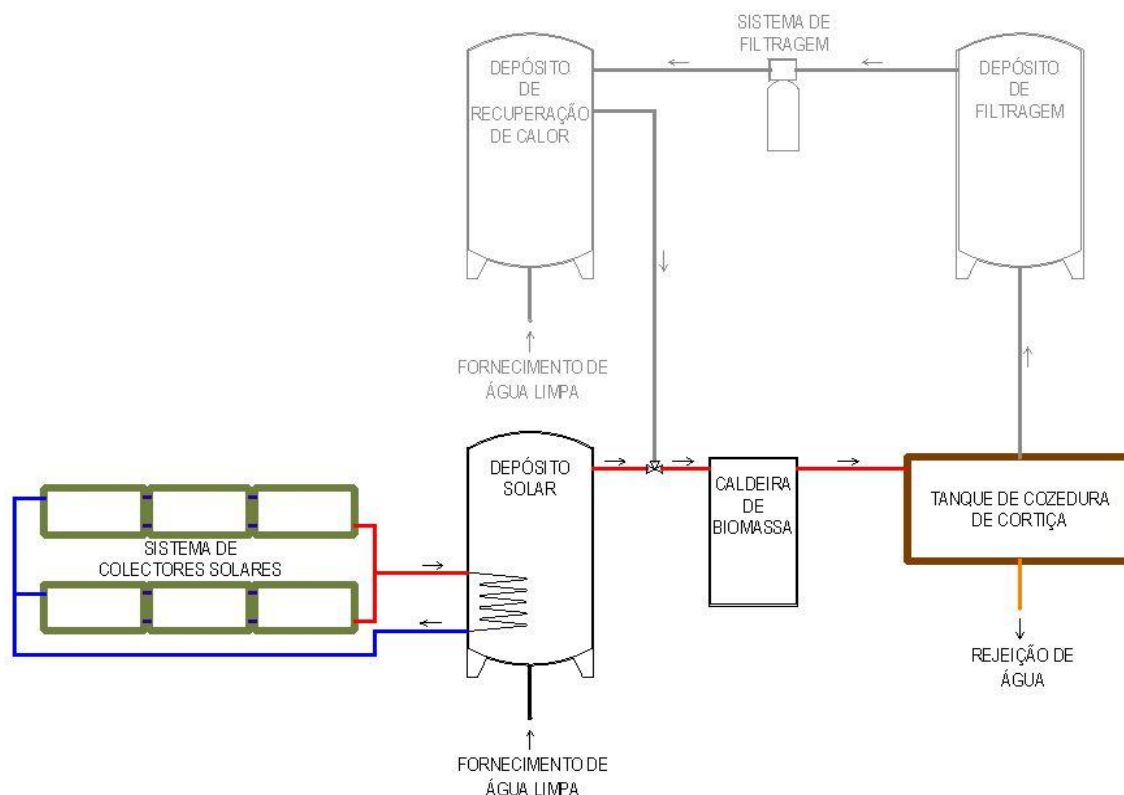 SISTEMA DE
FILTRAGEM
DEPÓSITO
DE
RECUPERAÇÃO
DE CALOR
DEPÓSITO
DE
FILTRAGEM
FORNECIMENTO DE
ÁGUA LIMPA
DEPÓSITO
SOLAR
CALDEIRA
DE
BIOMASSA
TANQUE DE COZEDURA
DE CORTIÇA
SISTEMA DE
COLECTORES SOLARES
REJEIÇÃO DE
ÁGUA
FORNECIMENTO DE
ÁGUA LIMPA